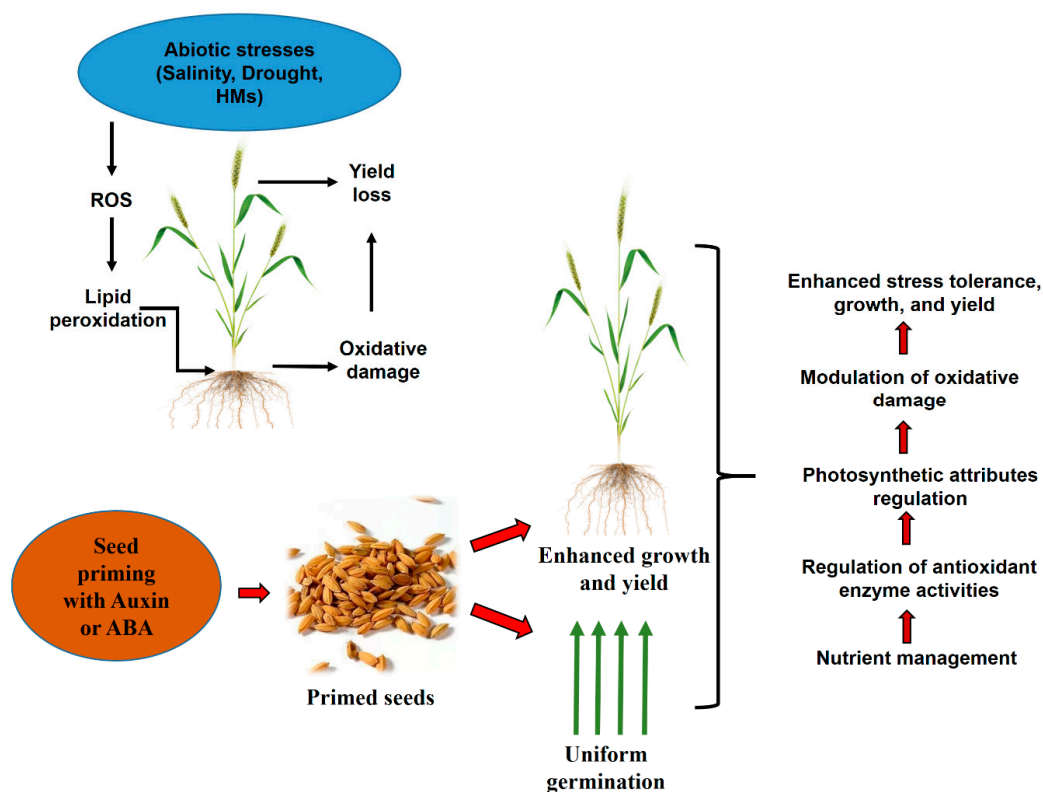 Abiotic stresses
(Salinity, Drought,
HMs)
ROS
Yield
loss
Lipid
peroxidation
Oxidative
damage
Seed
priming
with Auxin
or ABA
Primed seeds
Enhanced growth
and yield
Uniform
germination
Enhanced stress tolerance,
growth, and yield
Modulation of oxidative
damage
Photosynthetic attributes
regulation
Regulation of antioxidant
enzyme activities
Nutrient management